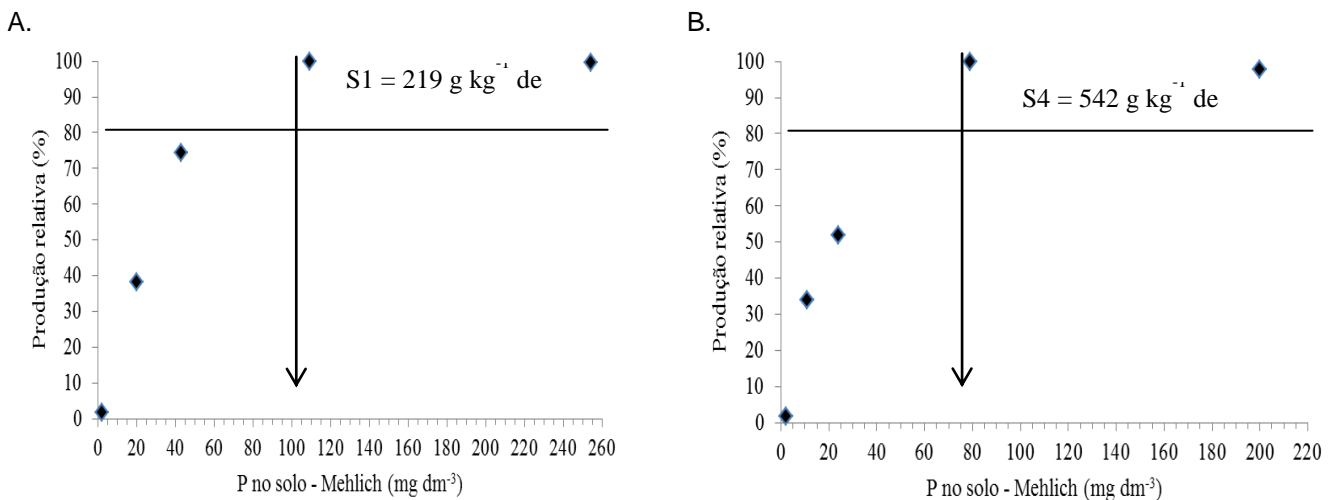 A.
100
90
80
70
60
50
40
30
20
10
0
Produção relativa (%)
S1 = 219 g kg⁻¹ de
0 20 40 60 80 100 120 140 160 180 200 220 240 260
P no solo - Mehlich (mg dm⁻³)
B.
100
90
80
70
60
50
40
30
20
10
0
Produção relativa (%)
S4 = 542 g kg⁻¹ de
0 20 40 60 80 100 120 140 160 180 200 220
P no solo - Mehlich (mg dm⁻³)